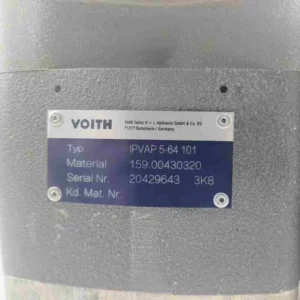 VOITH
Voith Turbo H + L Hydraulic GmbH & Co. KG
71277 Rutesheim / Germany
Typ IPVAP 5-64 101
Material 159.00430320
Serial Nr. 20429643 3K8
Kd. Mat. Nr.